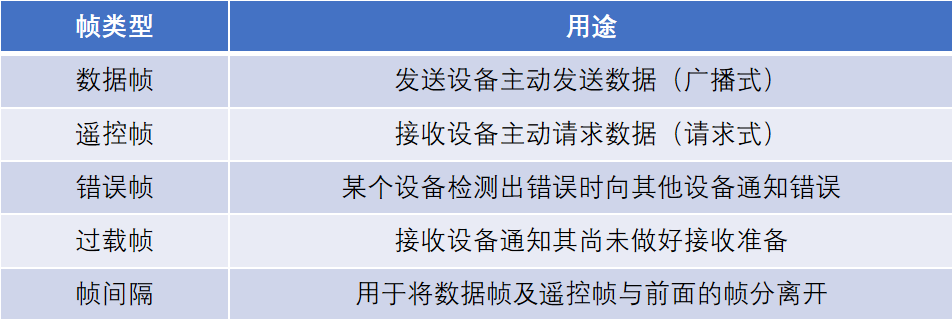 帧类型 用途
数据帧 发送设备主动发送数据（广播式）
遥控帧 接收设备主动请求数据（请求式）
错误帧 某个设备检测出错误时向其他设备通知错误
过载帧 接收设备通知其尚未做好接收准备
帧间隔 用于将数据帧及遥控帧与前面的帧分离开